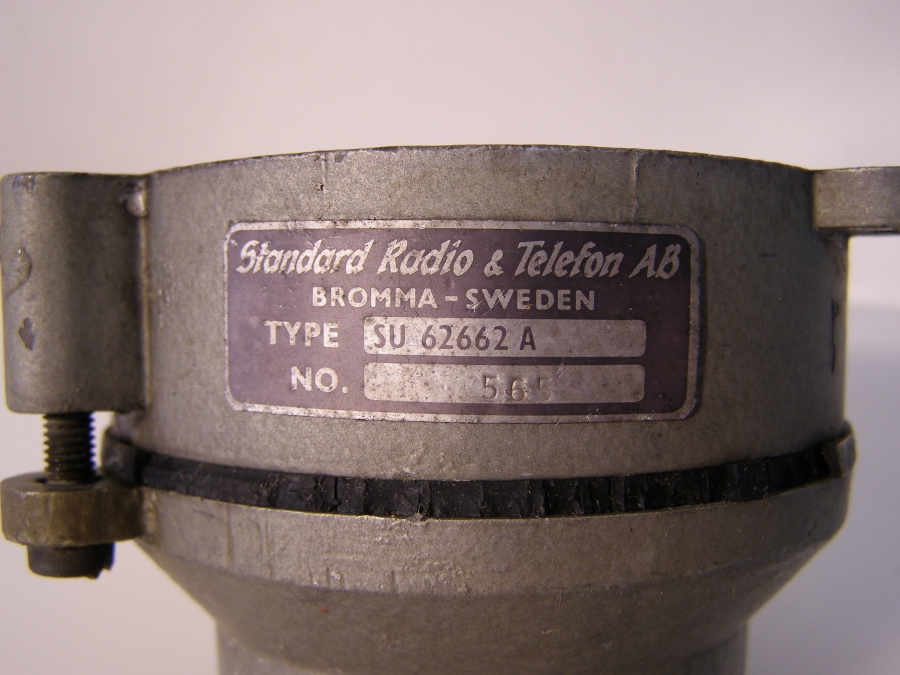 Standard Radio & Telefon AB
BROMMA - SWEDEN
TYPE SU 62662 A
NO. 565